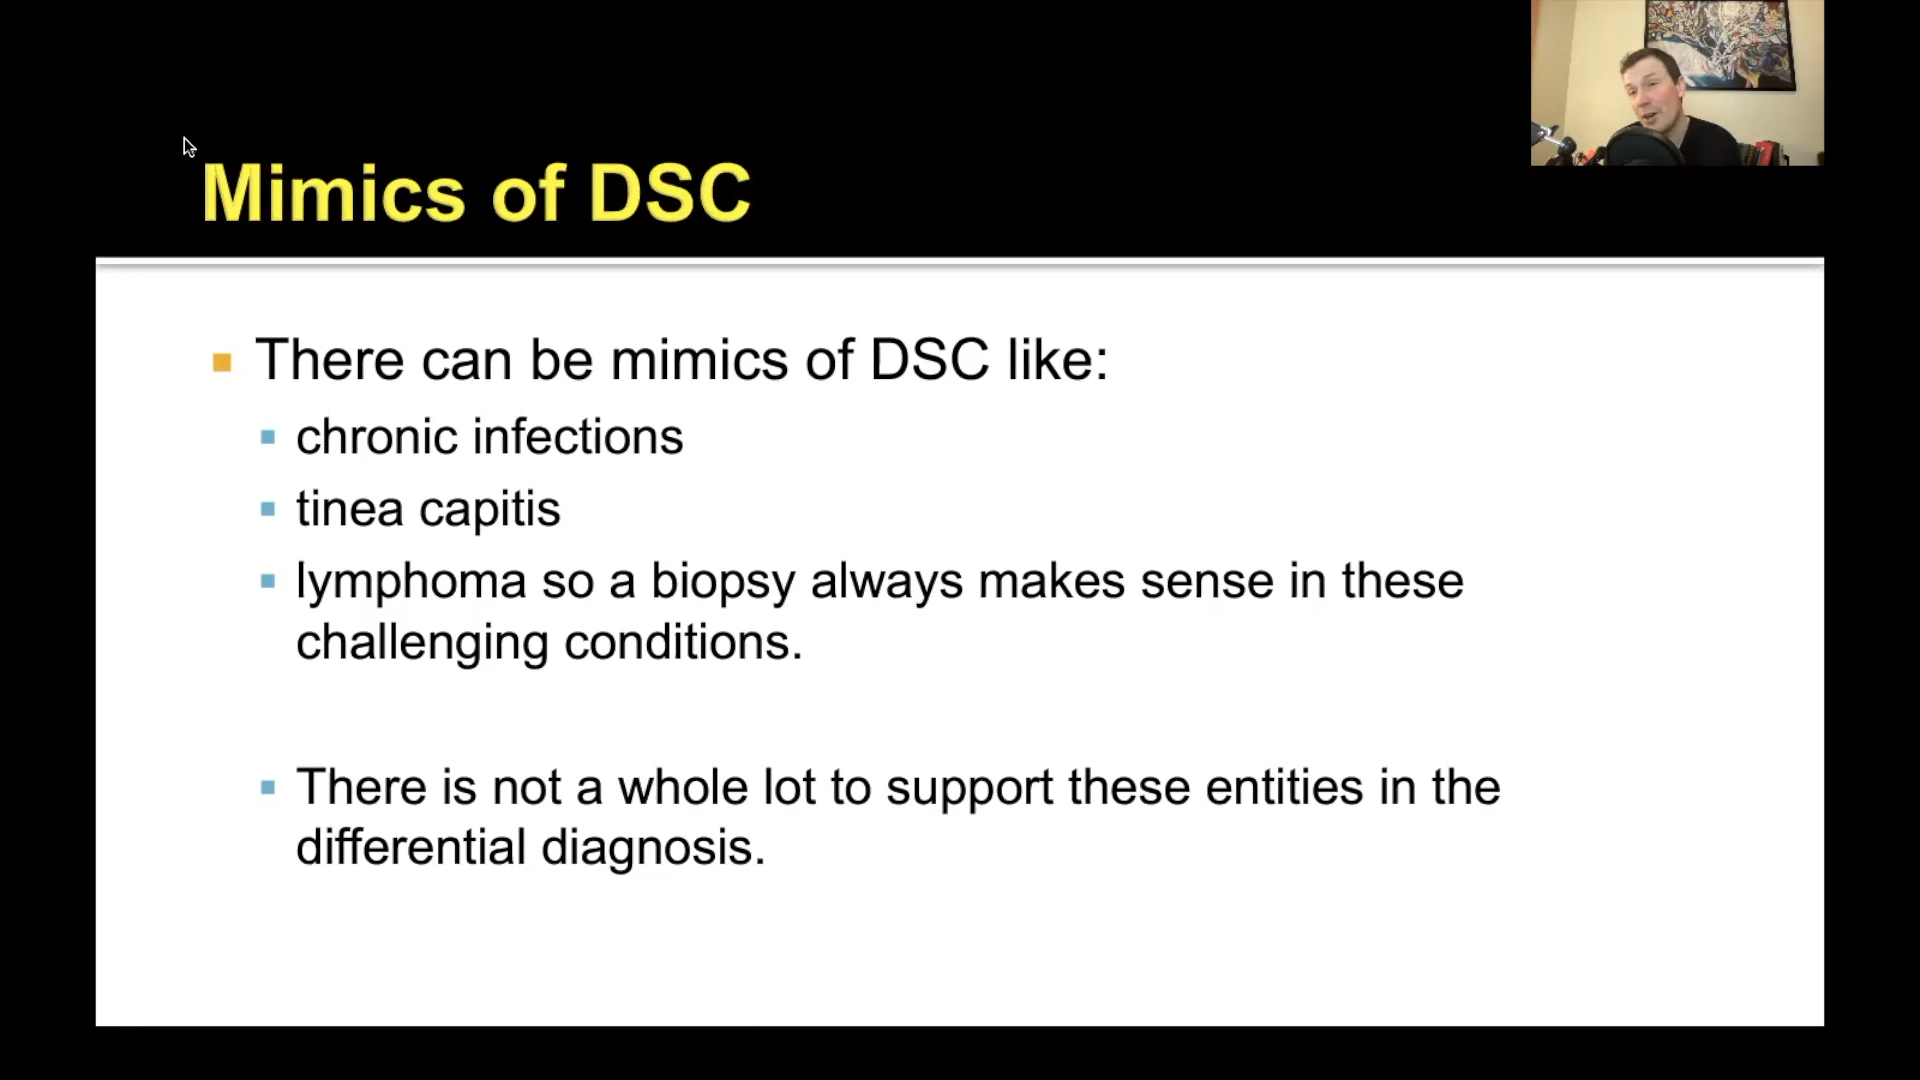 Mimics of DSC
There can be mimics of DSC like:
chronic infections
tinea capitis
lymphoma so a biopsy always makes sense in these
challenging conditions.
There is not a whole lot to support these entities in the
differential diagnosis.